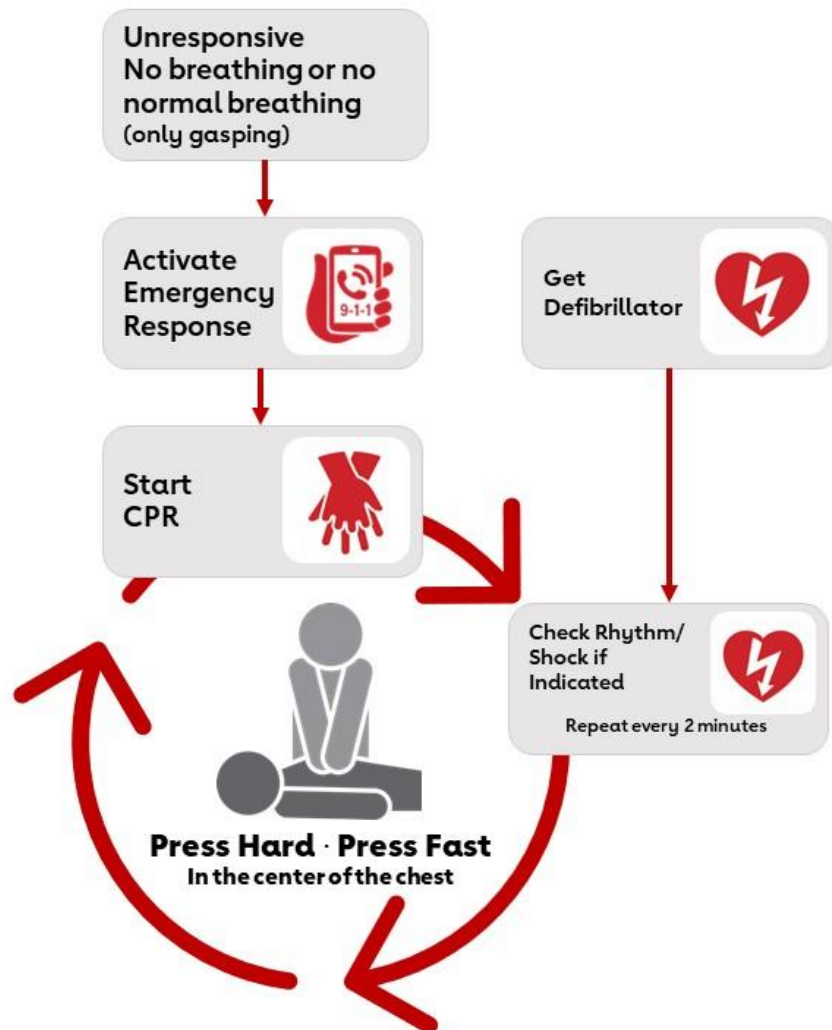 Unresponsive
No breathing or no
normal breathing
(only gasping)
Activate
Emergency
Response
9-1-1
Get
Defibrillator
Start
CPR
Check Rhythm/
Shock if
Indicated
Repeat every 2 minutes
Press Hard · Press Fast
In the center of the chest